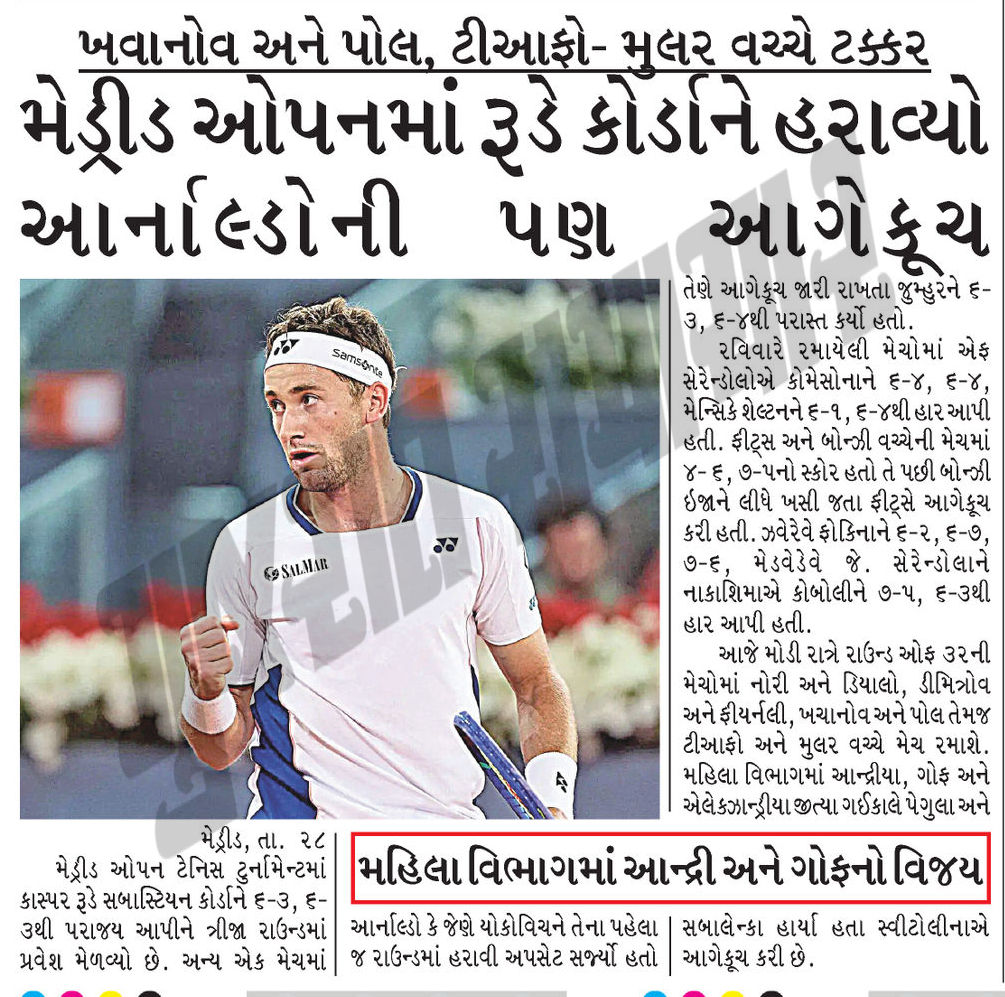 ખવાનોવ અને પોલ, ટીઆફો- મુલર વચ્ચે ટક્કર
મેડ્રીડ ઓપનમાં રૂડે કોર્ડાને હરાવ્યો
આર્નાલ્ડોની પણ આગેકૂચ
samsonite
SALMAR
મેડ્રીડ, તા. ૨૮
મેડ્રીડ ઓપન ટેનિસ ટુર્નામેન્ટમાં
કાસ્પર રૂડે સબાસ્ટિયન કોર્ડાને ૬-૩, ૬-
૩થી પરાજય આપીને ત્રીજા રાઉન્ડમાં
પ્રવેશ મેળવ્યો છે. અન્ય એક મેચમાં
મહિલા વિભાગમાં આન્દ્રી અને ગોફનો વિજય
આર્નાલ્ડો કે જેણે યોકોવિચને તેના પહેલા
જ રાઉન્ડમાં હરાવી અપસેટ સર્જ્યો હતો
તેણે આગેકૂચ જારી રાખતા જુમ્હુરને ૬-
૩, ૬-૪થી પરાસ્ત કર્યો હતો.
રવિવારે રમાયેલી મેચોમાં એફ
સેરેન્ડોલોએ કોમેસોનાને ૬-૪, ૬-૪,
મેન્સિકે શેલ્ટનને ૬-૧, ૬-૪થી હાર આપી
હતી. ફીટ્સ અને બોન્ઝી વચ્ચેની મેચમાં
૪-૬, ૭-૫નો સ્કોર હતો તે પછી બોન્ઝી
ઇજાને લીધે ખસી જતા ફીટ્સે આગેકૂચ
કરી હતી. ઝવેરેવે ફોકિનાને ૬-૨, ૬-૭,
૭-૬, મેડવેડેવે જે. સેરેન્ડોલાને
નાકાશિમાએ કોબોલીને ૭-૫, ૬-૩થી
હાર આપી હતી.
આજે મોડી રાત્રે રાઉન્ડ ઓફ ૩૨ની
મેચોમાં નોરી અને ડિયાલો, ડીમિત્રોવ
અને ફીયર્નલી, ખચાનોવ અને પોલ તેમજ
ટીઆફો અને મુલર વચ્ચે મેચ રમાશે.
મહિલા વિભાગમાં આન્દ્રીયા, ગોફ અને
એલેકઝાન્ડ્રીયા જીત્યા ગઈકાલે પેગુલા અને
સબાલેન્કા હાર્યા હતા સ્વીટોલીનાએ
આગેકૂચ કરી છે.